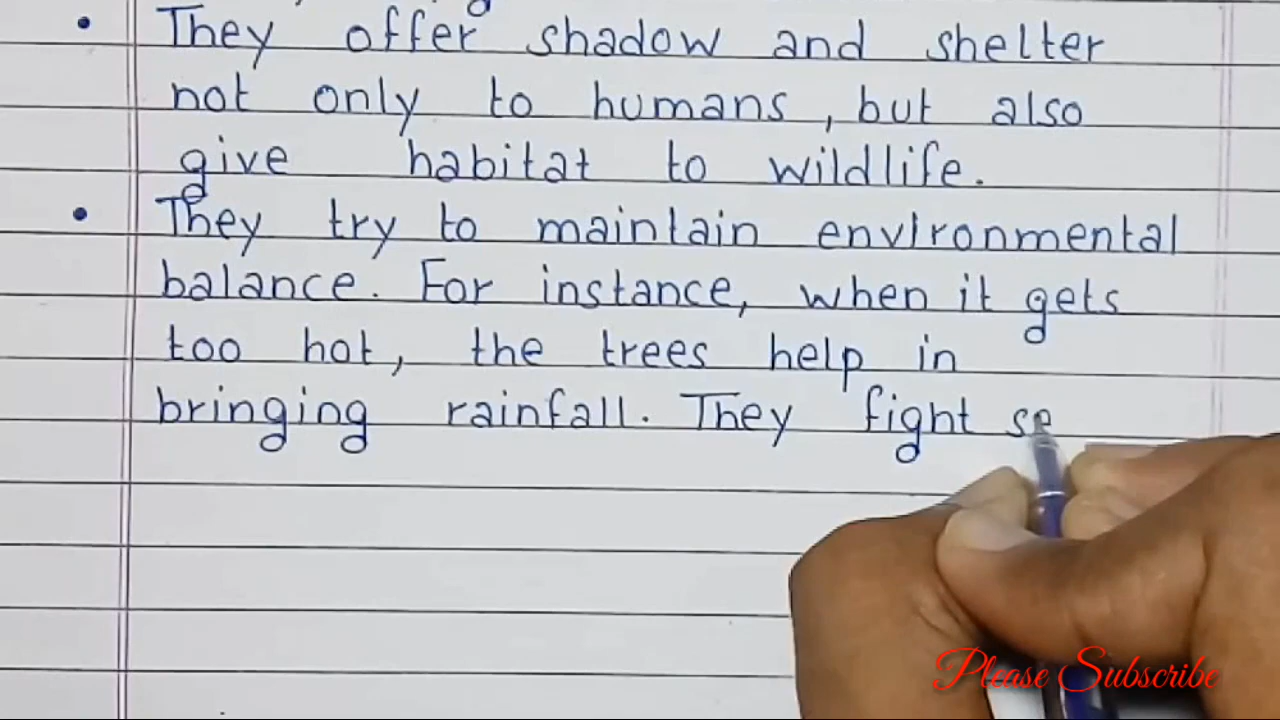 • They offer shadow and shelter
not only to humans, but also
give habitat to wildlife.
• They try to maintain environmental
balance. For instance, when it gets
too hot, the trees help in
bringing rainfall. They fight
Please Subscribe